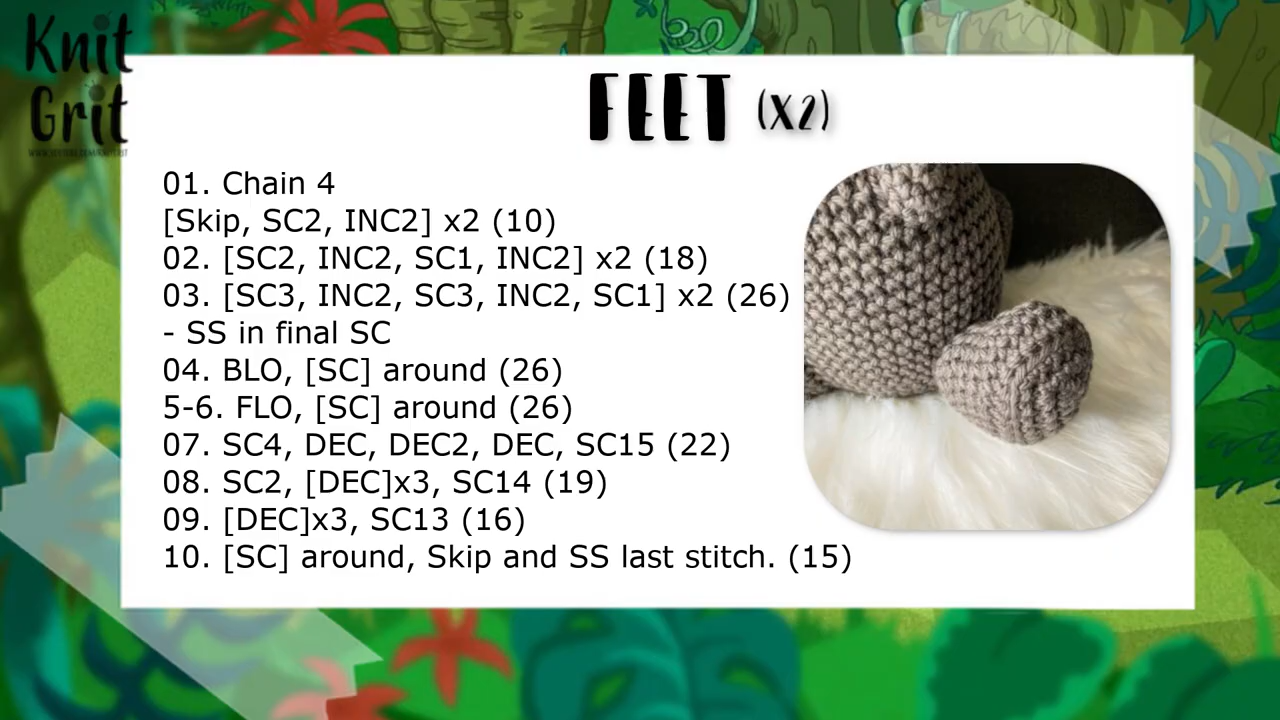 Knit
Grit
FEET (X2)
01. Chain 4
[Skip, SC2, INC2] x2 (10)
02. [SC2, INC2, SC1, INC2] x2 (18)
03. [SC3, INC2, SC3, INC2, SC1] x2 (26)
- SS in final SC
04. BLO, [SC] around (26)
5-6. FLO, [SC] around (26)
07. SC4, DEC, DEC2, DEC, SC15 (22)
08. SC2, [DEC]x3, SC14 (19)
09. [DEC]x3, SC13 (16)
10. [SC] around, Skip and SS last stitch. (15)